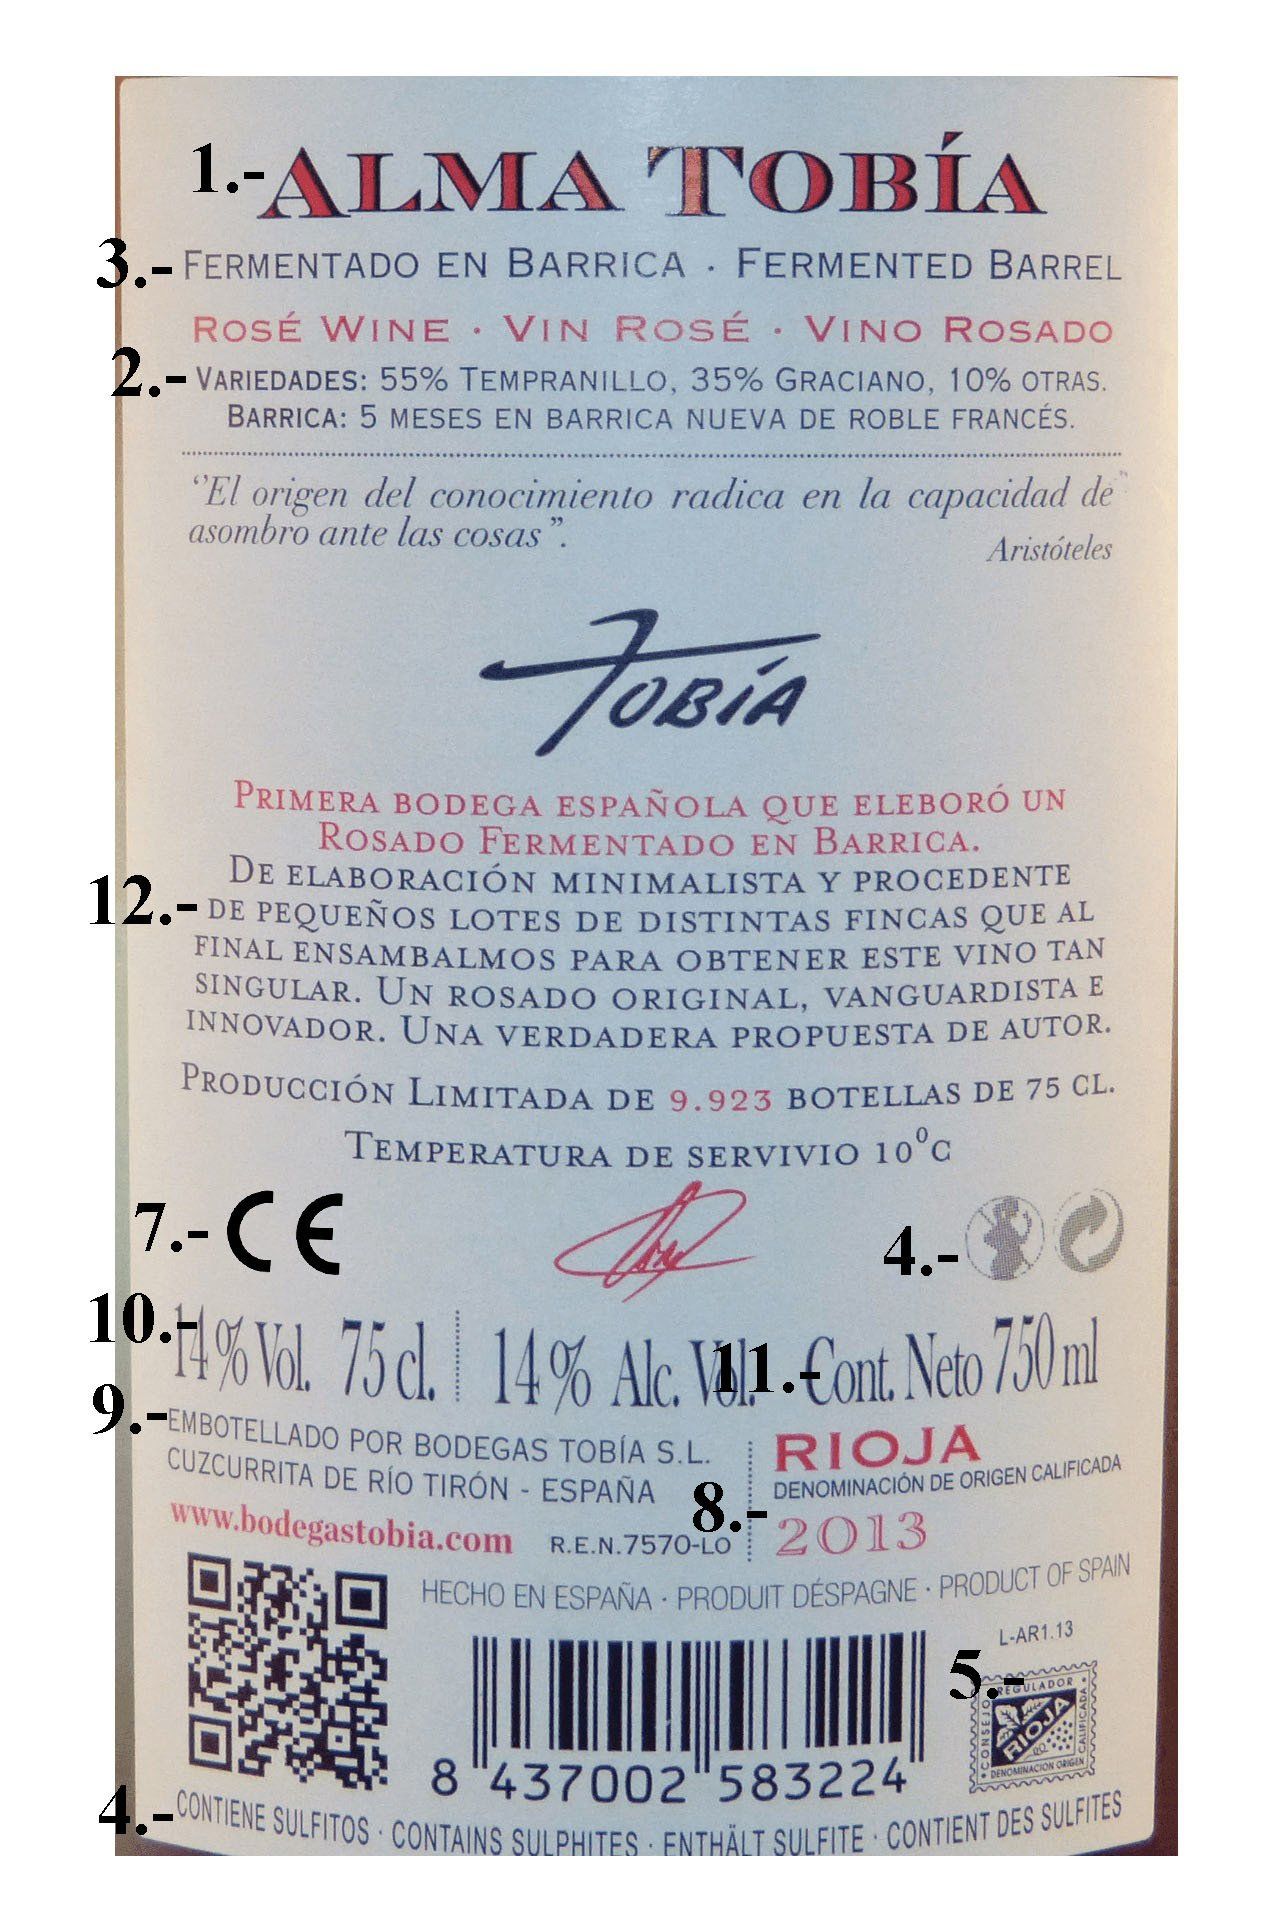 1.- ALMA TOBÍA
3.- FERMENTADO EN BARRICA · FERMENTED BARREL
ROSÉ WINE · VIN ROSÉ · VINO ROSADO
2.- VARIEDADES: 55% TEMPRANILLO, 35% GRACIANO, 10% OTRAS.
BARRICA: 5 MESES EN BARRICA NUEVA DE ROBLE FRANCÉS.
“El origen del conocimiento radica en la capacidad de
asombro ante las cosas”.
Aristóteles
TOBÍA
PRIMERA BODEGA ESPAÑOLA QUE ELEBORÓ UN
ROSADO FERMENTADO EN BARRICA.
DE ELABORACIÓN MINIMALISTA Y PROCEDENTE
12.- DE PEQUEÑOS LOTES DE DISTINTAS FINCAS QUE AL
FINAL ENSAMBALMOS PARA OBTENER ESTE VINO TAN
SINGULAR. UN ROSADO ORIGINAL, VANGUARDISTA E
INNOVADOR. UNA VERDADERA PROPUESTA DE AUTOR.
PRODUCCIÓN LIMITADA DE 9.923 BOTELLAS DE 75 CL.
TEMPERATURA DE SERVIVIO 10°C
7.- CE 4.-
10.- 14% Vol. 75 cl. 14% Alc. Vol. 11.- Cont. Neto 750 ml
9.- EMBOTELLADO POR BODEGAS TOBÍA S.L.
CUZCURRITA DE RÍO TIRÓN - ESPAÑA
www.bodegastobia.com R.E.N.7570-LO
RIOJA
DENOMINACIÓN DE ORIGEN CALIFICADA
8.- 2013
HECHO EN ESPAÑA · PRODUIT DÉSPAGNE · PRODUCT OF SPAIN
L-AR1.13
5.-
CONSEJO REGULADOR
RIOJA
DENOMINACIÓN ORIGEN CALIFICADA
8 437002 583224
4.- CONTIENE SULFITOS · CONTAINS SULPHITES · ENTHÄLT SULFITE · CONTIENT DES SULFITES